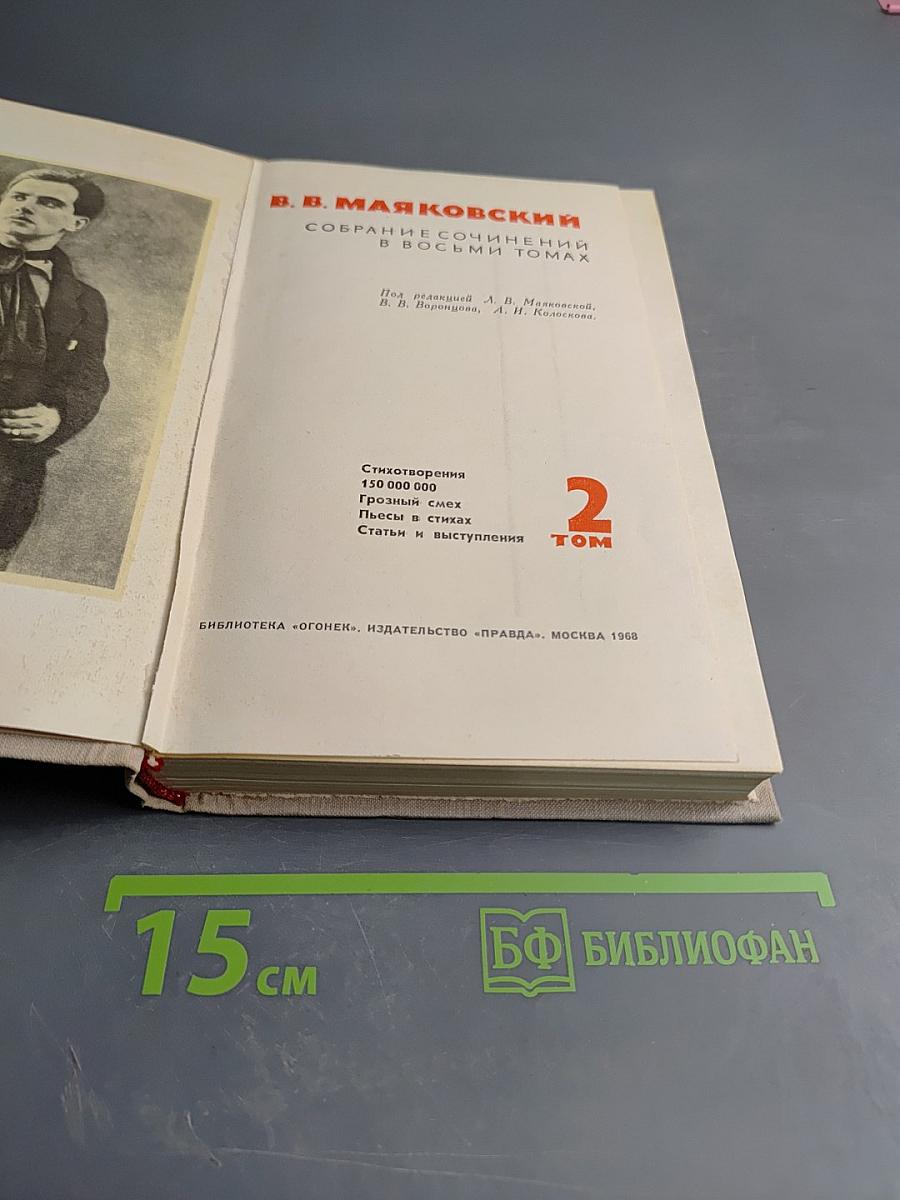 В. В. МАЯКОВСКИЙ
СОБРАНИЕ СОЧИНЕНИЙ
В ВОСЬМИ ТОМАХ
Под редакцией Л. В. Маяковской,
В. В. Воронцова, А. И. Колоскова.
Стихотворения
150 000 000
Грозный смех
Пьесы в стихах
Статьи и выступления
2
ТОМ
БИБЛИОТЕКА «ОГОНЕК». ИЗДАТЕЛЬСТВО «ПРАВДА». МОСКВА 1968
15 см
БФ БИБЛИОФАН